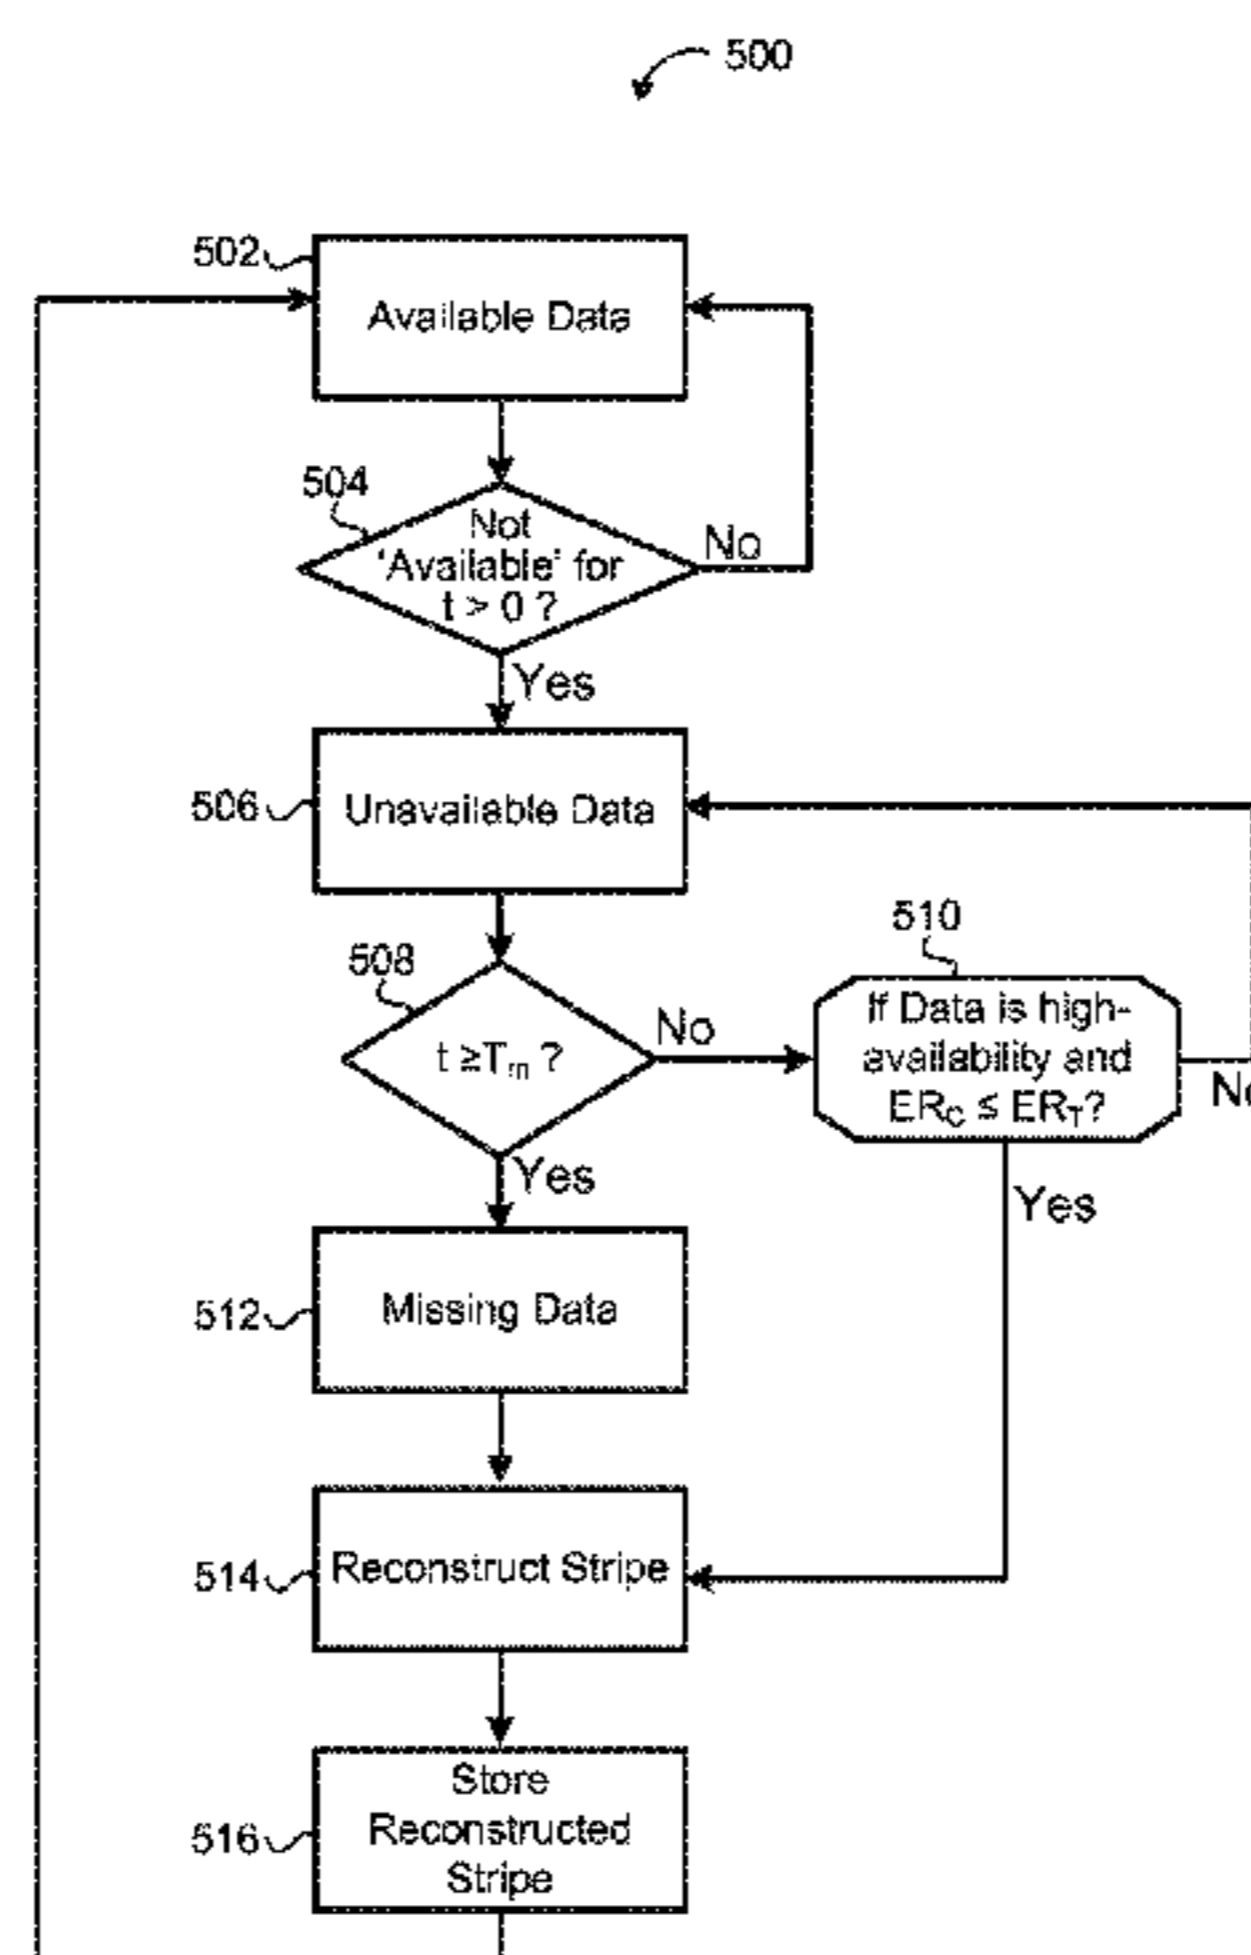 500
502
Available Data
504
Not
'Available' for
t > 0 ?
No
Yes
506
Unavailable Data
508
t ≥Tm ?
No
510
If Data is high-
availability and
ERC ≤ ERT?
No
Yes
Yes
512
Missing Data
514
Reconstruct Stripe
516
Store
Reconstructed
Stripe